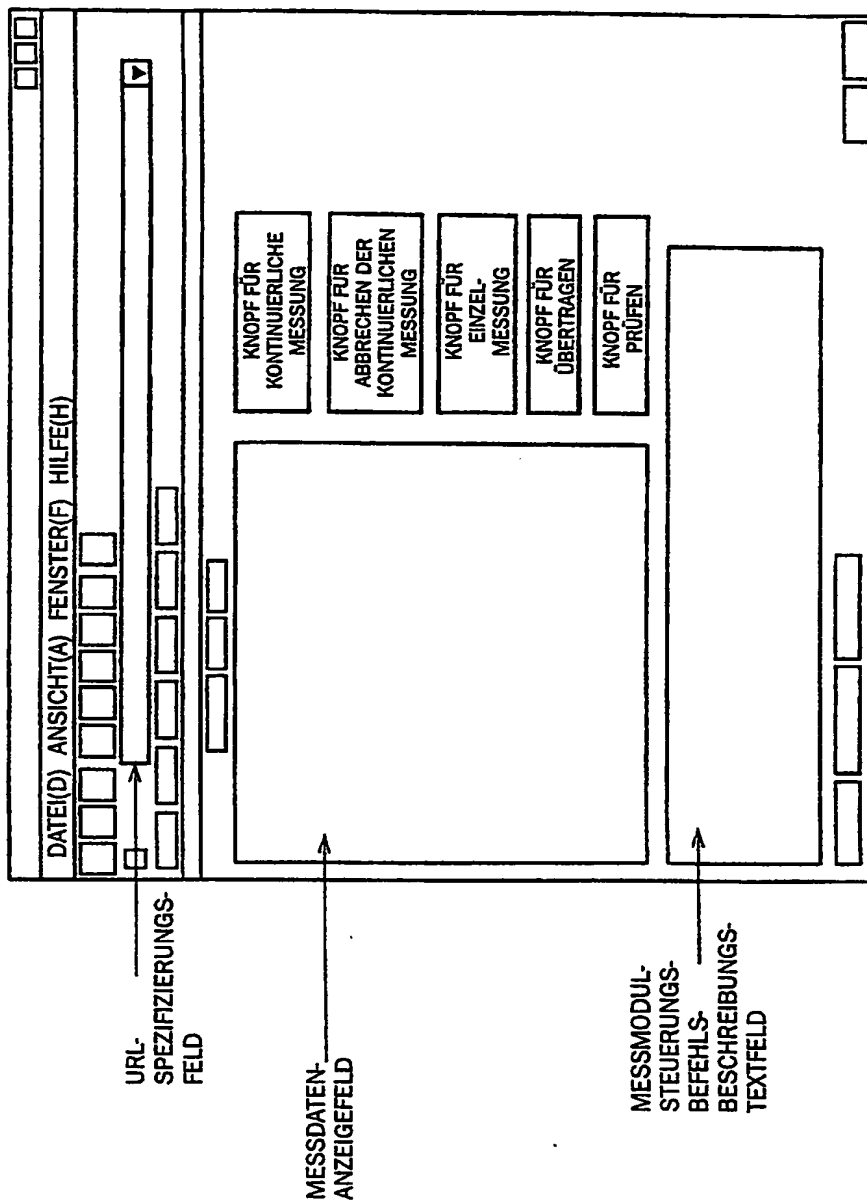 DATEI(D) ANSICHT(A) FENSTER(F) HILFE(H)
URL-
SPEZIFIZIERUNGS-
FELD
MESSDATEN-
ANZEIGEFELD
KNOPF FÜR
KONTINUIERLICHE
MESSUNG
KNOPF FÜR
ABBRECHEN DER
KONTINUIERLICHEN
MESSUNG
KNOPF FÜR
EINZEL-
MESSUNG
KNOPF FÜR
ÜBERTRAGEN
KNOPF FÜR
PRÜFEN
MESSMODUL-
STEUERUNGS-
BEFEHLS-
BESCHREIBUNGS-
TEXTFELD